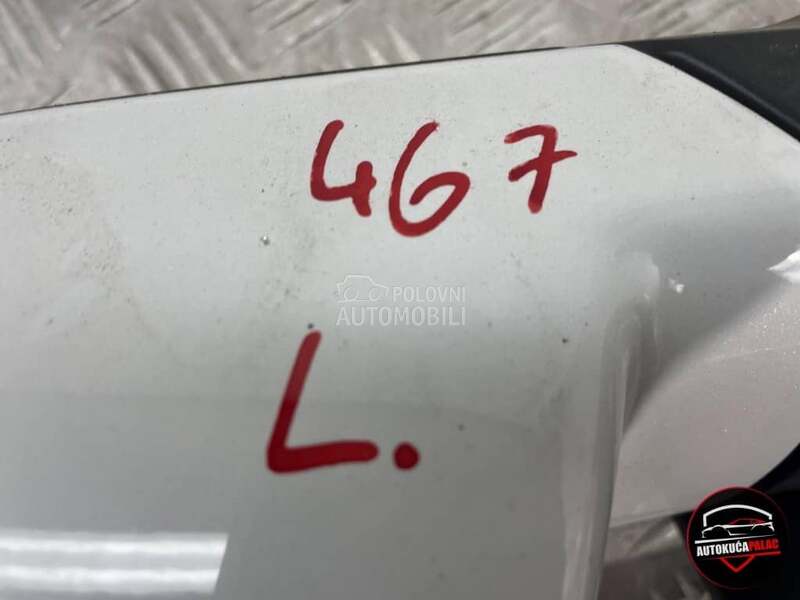 467
POLOVNI
AUTOMOBILI
L.
AUTOKUĆAPALAC